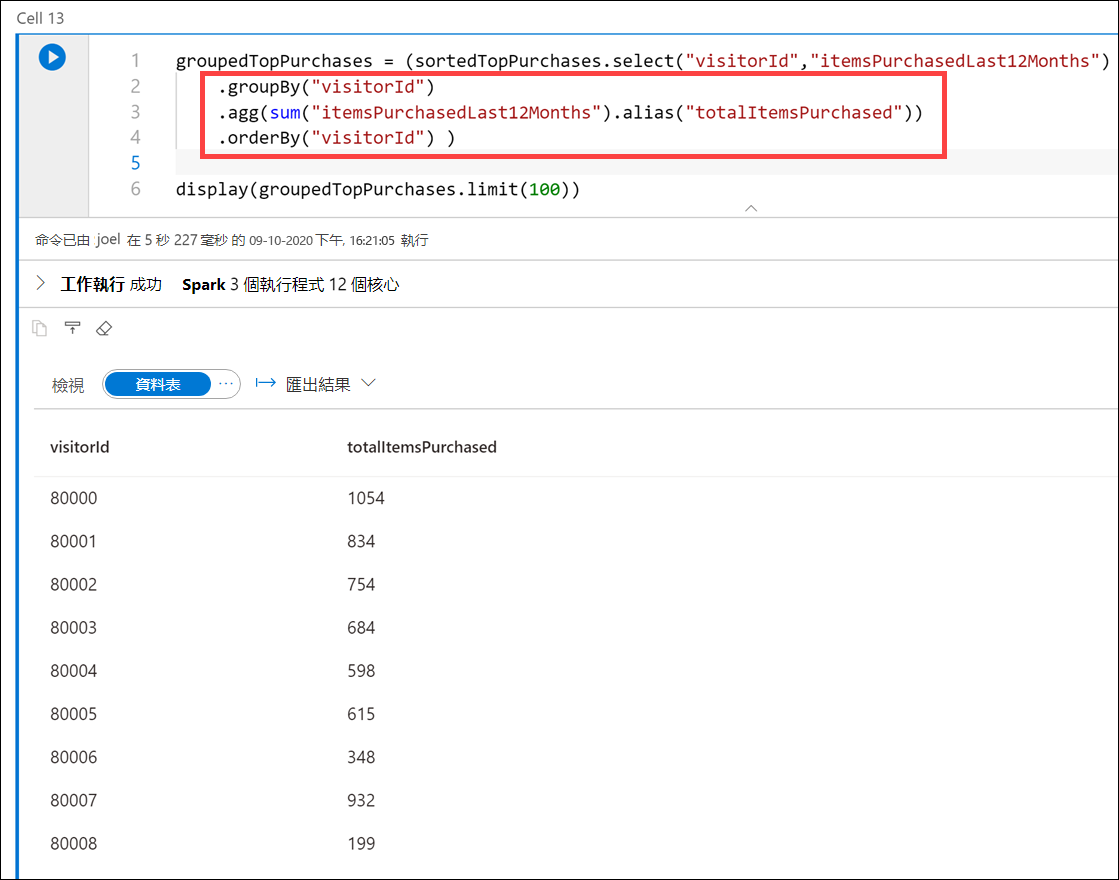 Cell 13
1 groupedTopPurchases = (sortedTopPurchases.select("visitorId","itemsPurchasedLast12Months")
2 .groupBy("visitorId")
3 .agg(sum("itemsPurchasedLast12Months").alias("totalItemsPurchased"))
4 .orderBy("visitorId") )
5
6 display(groupedTopPurchases.limit(100))
命令已由 joel 在 5 秒 227 毫秒 的 09-10-2020 下午, 16:21:05 執行
工作執行 成功 Spark 3 個執行程式 12 個核心
檢視 資料表 ··· 匯出結果
visitorId totalItemsPurchased
80000 1054
80001 834
80002 754
80003 684
80004 598
80005 615
80006 348
80007 932
80008 199